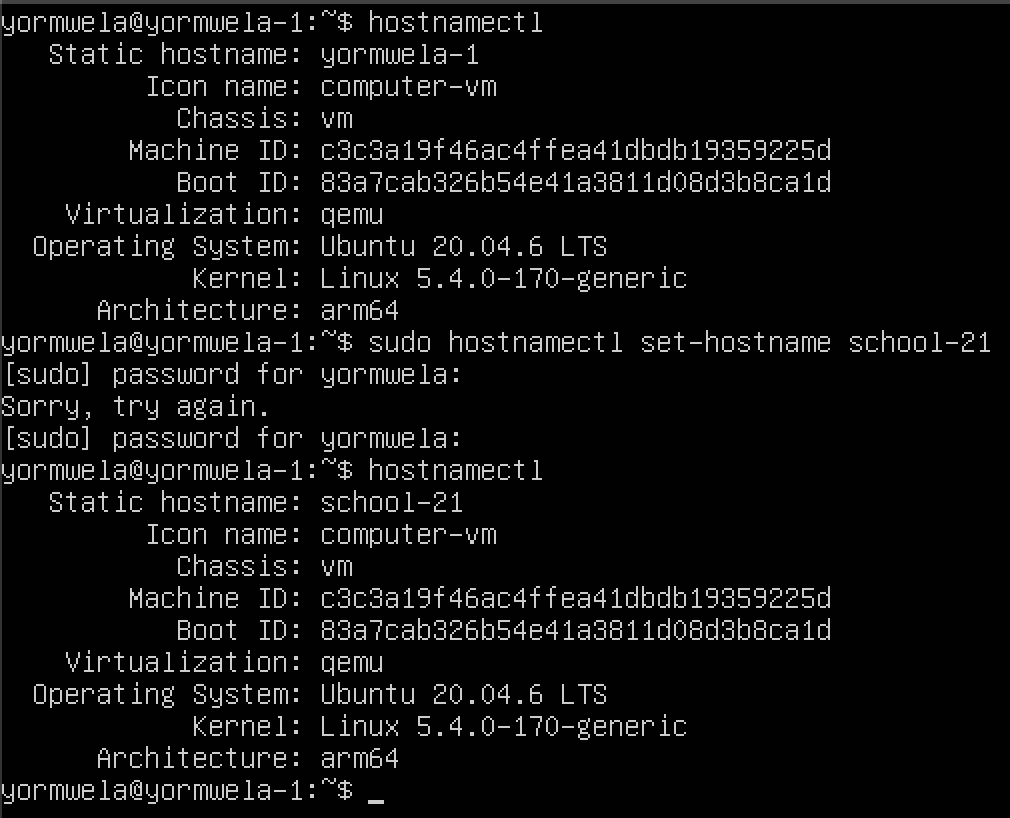 yormwela@yormwela-1:~$ hostnamectl
   Static hostname: yormwela-1
         Icon name: computer-vm
           Chassis: vm
        Machine ID: c3c3a19f46ac4ffea41dbdb19359225d
           Boot ID: 83a7cab326b54e41a3811d08d3b8ca1d
    Virtualization: qemu
  Operating System: Ubuntu 20.04.6 LTS
            Kernel: Linux 5.4.0-170-generic
      Architecture: arm64
yormwela@yormwela-1:~$ sudo hostnamectl set-hostname school-21
[sudo] password for yormwela:
Sorry, try again.
[sudo] password for yormwela:
yormwela@yormwela-1:~$ hostnamectl
   Static hostname: school-21
         Icon name: computer-vm
           Chassis: vm
        Machine ID: c3c3a19f46ac4ffea41dbdb19359225d
           Boot ID: 83a7cab326b54e41a3811d08d3b8ca1d
    Virtualization: qemu
  Operating System: Ubuntu 20.04.6 LTS
            Kernel: Linux 5.4.0-170-generic
      Architecture: arm64
yormwela@yormwela-1:~$ _